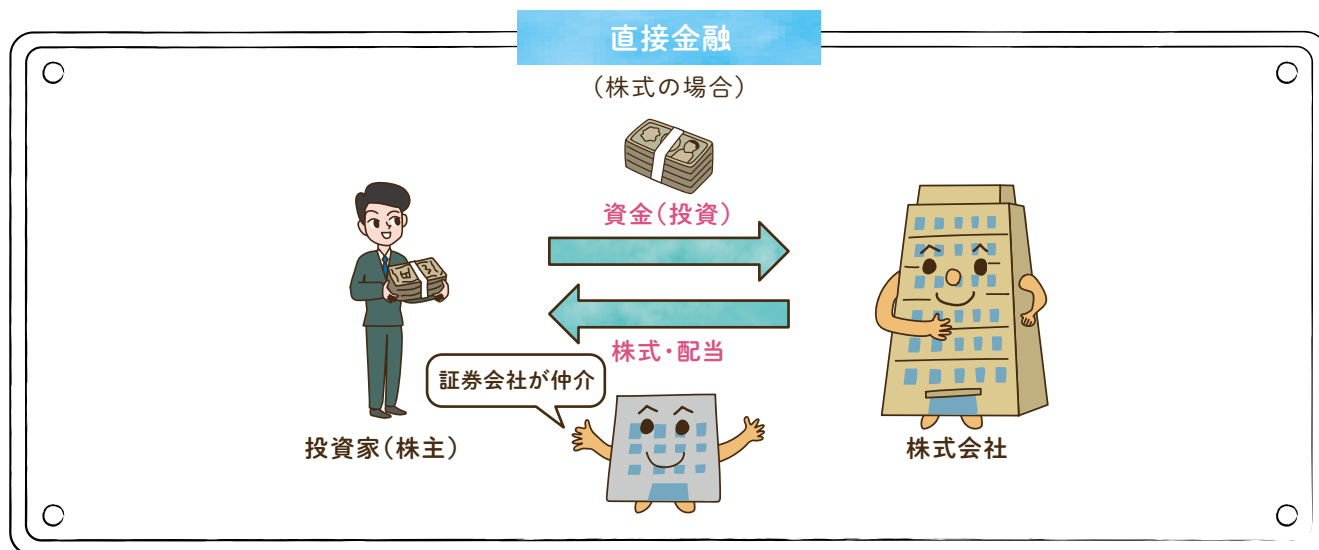 直接金融
（株式の場合）
資金（投資）
株式・配当
証券会社が仲介
投資家（株主）
株式会社